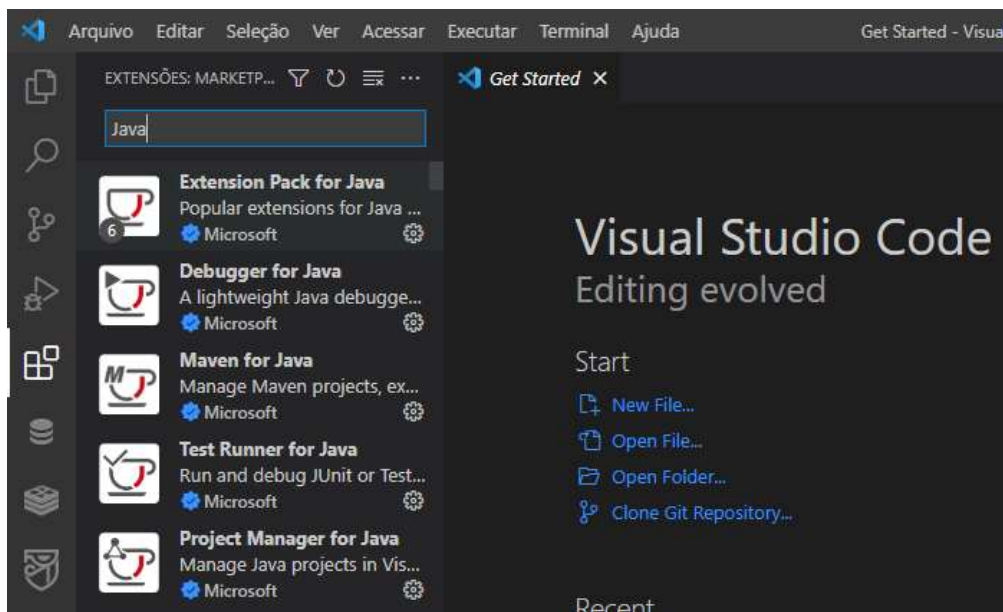 Arquivo Editar Seleção Ver Acessar Executar Terminal Ajuda Get Started - Visua
EXTENSÕES: MARKETP...
Get Started
Java
Extension Pack for Java
Popular extensions for Java ...
6
Microsoft
Debugger for Java
A lightweight Java debugge...
Microsoft
Maven for Java
Manage Maven projects, ex...
Microsoft
Test Runner for Java
Run and debug JUnit or Test...
Microsoft
Project Manager for Java
Manage Java projects in Vis...
Microsoft
Visual Studio Code
Editing evolved
Start
New File...
Open File...
Open Folder...
Clone Git Repository...
Recent